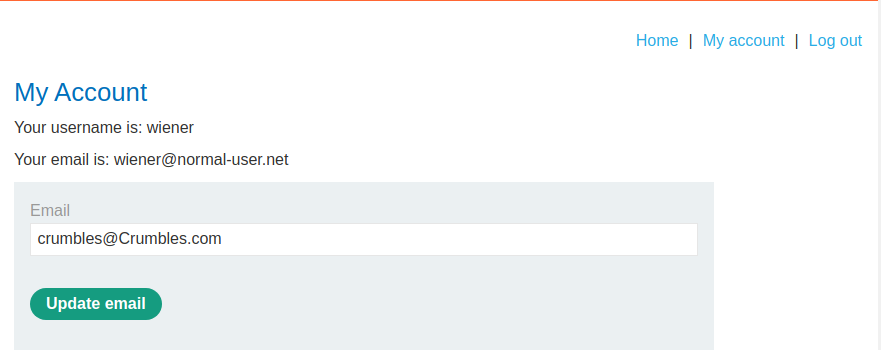 Home | My account | Log out
My Account
Your username is: wiener
Your email is: wiener@normal-user.net
Email
crumbles@Crumbles.com
Update email